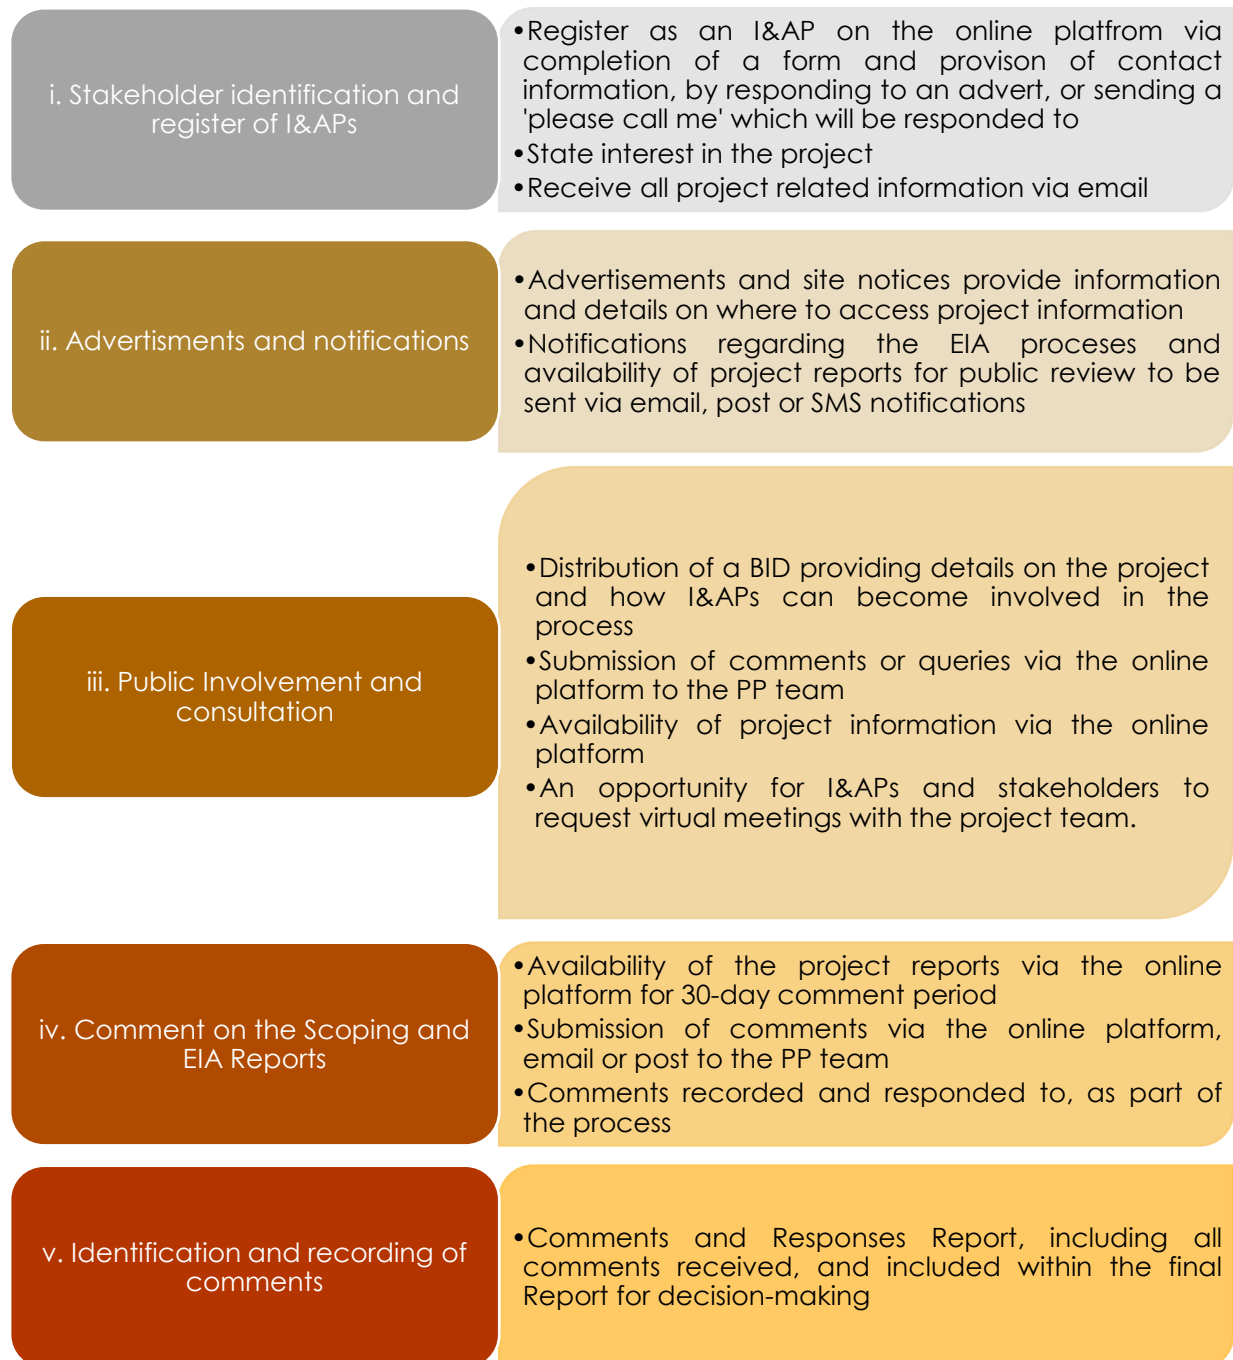 i. Stakeholder identification and
register of I&APs
•Register as an I&AP on the online platfrom via
completion of a form and provison of contact
information, by responding to an advert, or sending a
'please call me' which will be responded to
•State interest in the project
•Receive all project related information via email
ii. Advertisments and notifications
•Advertisements and site notices provide information
and details on where to access project information
•Notifications regarding the EIA proceses and
availability of project reports for public review to be
sent via email, post or SMS notifications
iii. Public Involvement and
consultation
•Distribution of a BID providing details on the project
and how I&APs can become involved in the
process
•Submission of comments or queries via the online
platform to the PP team
•Availability of project information via the online
platform
•An opportunity for I&APs and stakeholders to
request virtual meetings with the project team.
iv. Comment on the Scoping and
EIA Reports
•Availability of the project reports via the online
platform for 30-day comment period
•Submission of comments via the online platform,
email or post to the PP team
•Comments recorded and responded to, as part of
the process
v. Identification and recording of
comments
•Comments and Responses Report, including all
comments received, and included within the final
Report for decision-making